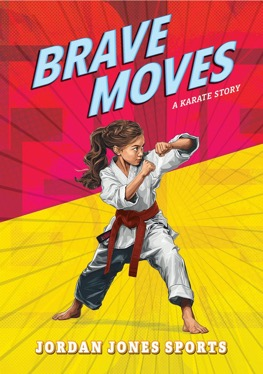 BRAVE
MOVES
A KARATE STORY
JORDAN JONES SPORTS